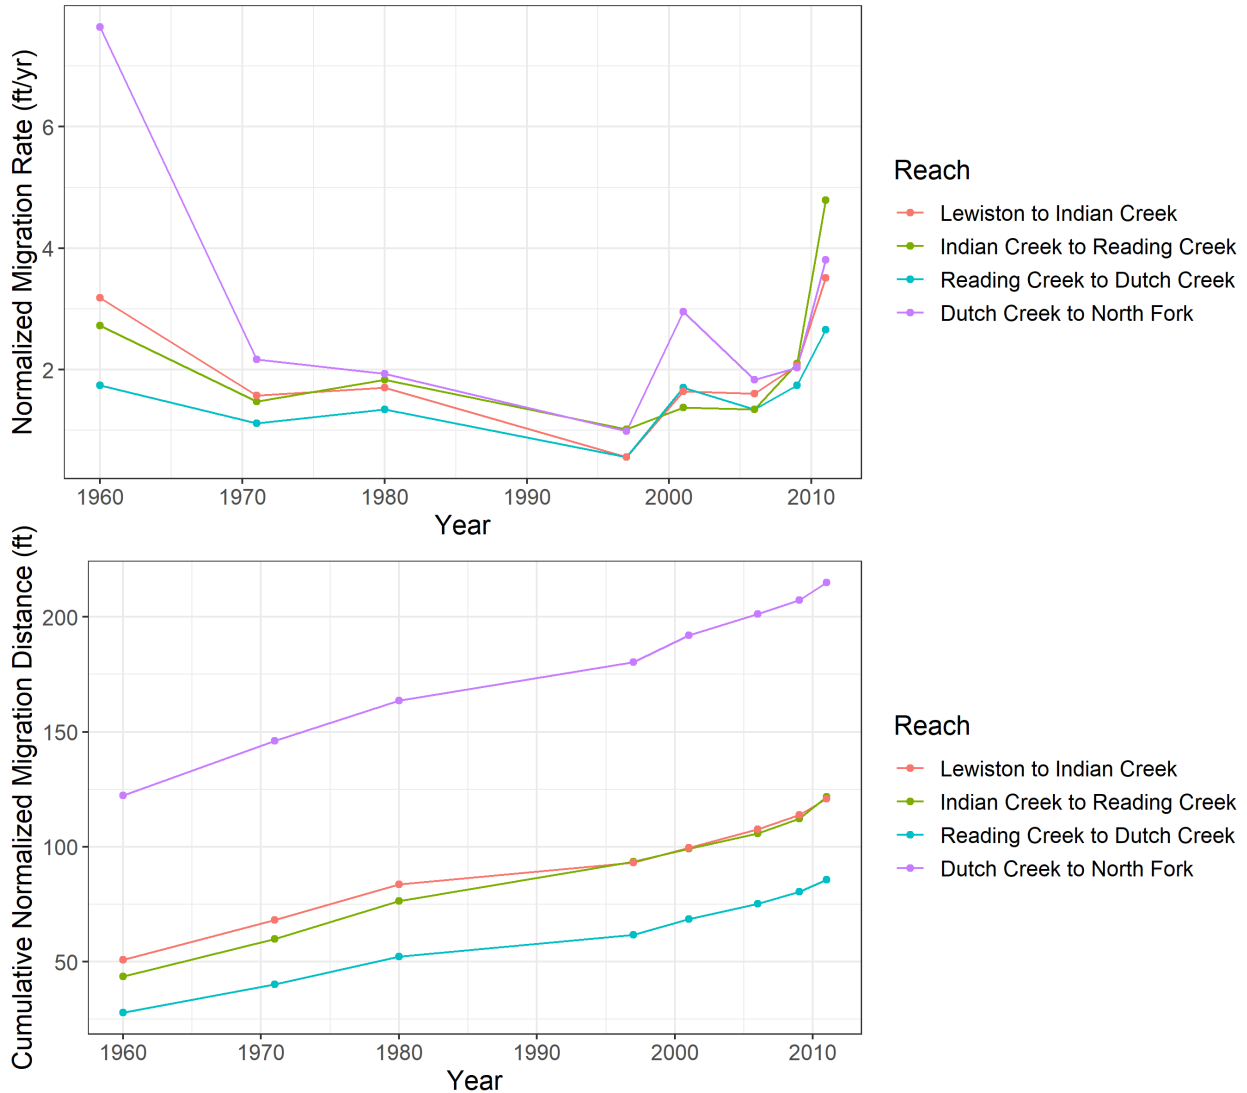 Normalized Migration Rate (ft/yr)
6
4
2
1960 1970 1980 1990 2000 2010
Year
Reach
Lewiston to Indian Creek
Indian Creek to Reading Creek
Reading Creek to Dutch Creek
Dutch Creek to North Fork
Cumulative Normalized Migration Distance (ft)
200
150
100
50
1960 1970 1980 1990 2000 2010
Year
Reach
Lewiston to Indian Creek
Indian Creek to Reading Creek
Reading Creek to Dutch Creek
Dutch Creek to North Fork